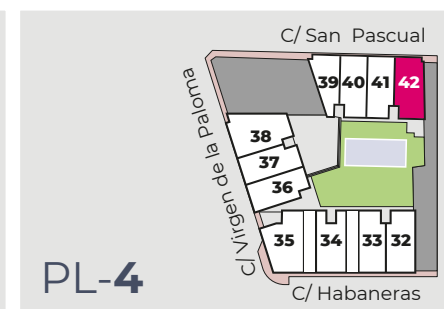 C/ San Pascual
39 40 41 42
C/ Virgen de la Paloma
38
37
36
35 34 33 32
PL-4
C/ Habaneras